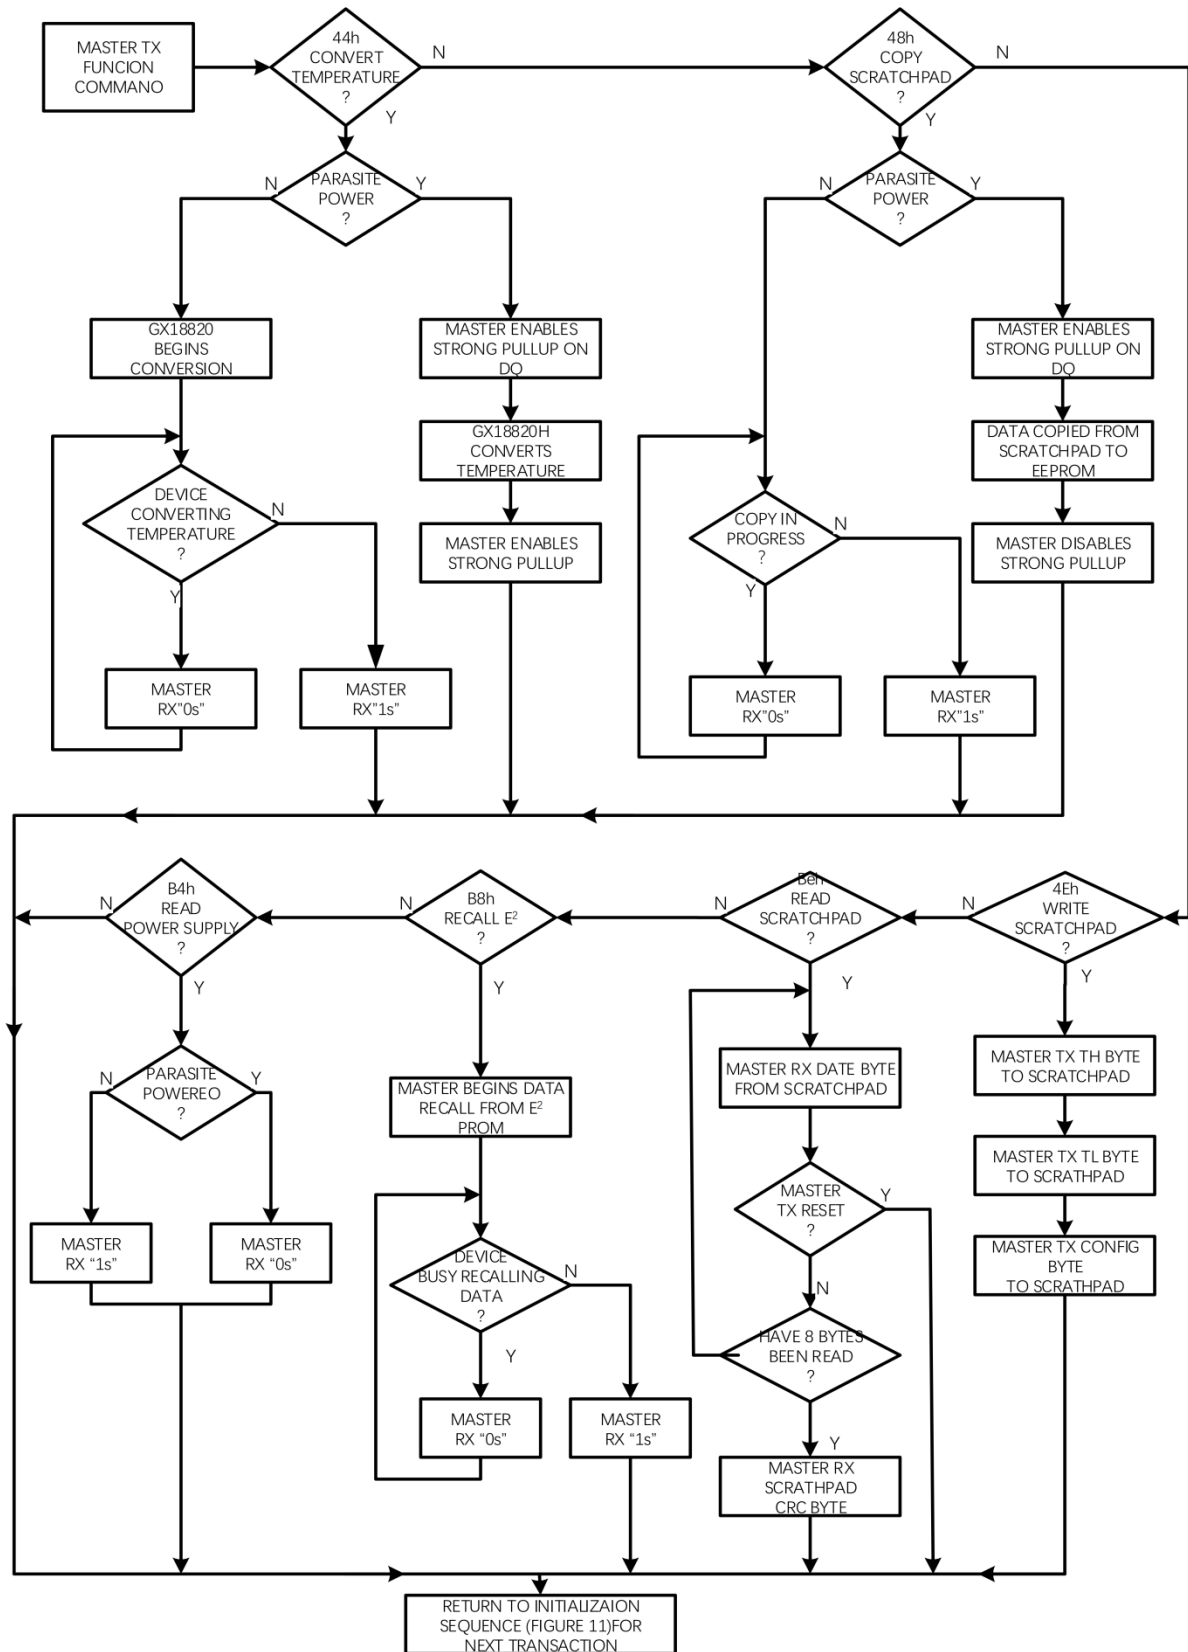 MASTER TX
FUNCION
COMMANO
44h
CONVERT
TEMPERATURE
?
N
Y
48h
COPY
SCRATCHPAD
?
N
Y
N
PARASITE
POWER
?
Y
N
PARASITE
POWER
?
Y
GX18820
BEGINS
CONVERSION
MASTER ENABLES
STRONG PULLUP ON
DQ
MASTER ENABLES
STRONG PULLUP ON
DQ
GX18820H
CONVERTS
TEMPERATURE
DATA COPIED FROM
SCRATCHPAD TO
EEPROM
DEVICE
CONVERTING
TEMPERATURE
?
N
Y
MASTER ENABLES
STRONG PULLUP
COPY IN
PROGRESS
?
N
Y
MASTER DISABLES
STRONG PULLUP
MASTER
RX"0s"
MASTER
RX"1s"
MASTER
RX"0s"
MASTER
RX"1s"
B4h
READ
POWER SUPPLY
?
N
Y
B8h
RECALL E²
?
N
Y
Beh
READ
SCRATCHPAD
?
N
Y
4Eh
WRITE
SCRATCHPAD
?
N
Y
N
PARASITE
POWEREO
?
Y
MASTER BEGINS DATA
RECALL FROM E²
PROM
MASTER RX DATE BYTE
FROM SCRATCHPAD
MASTER TX TH BYTE
TO SCRATCHPAD
MASTER
TX RESET
?
Y
N
MASTER TX TL BYTE
TO SCRATHPAD
MASTER
RX “1s”
MASTER
RX “0s”
DEVICE
BUSY RECALLING
DATA
?
N
Y
MASTER TX CONFIG
BYTE
TO SCRATHPAD
HAVE 8 BYTES
BEEN READ
?
Y
MASTER
RX “0s”
MASTER
RX “1s”
MASTER RX
SCRATHPAD
CRC BYTE
RETURN TO INITIALIZAION
SEQUENCE (FIGURE 11)FOR
NEXT TRANSACTION